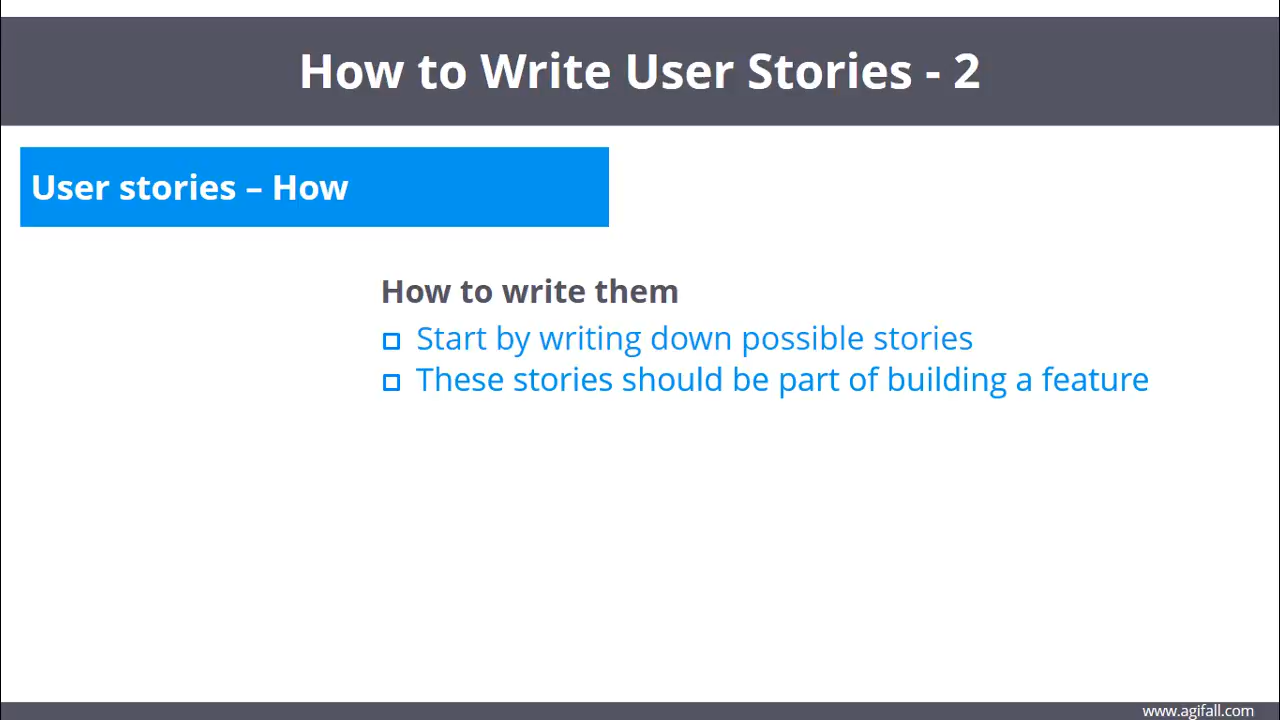 How to Write User Stories - 2
User stories – How
How to write them
Start by writing down possible stories
These stories should be part of building a feature
www.agifall.com